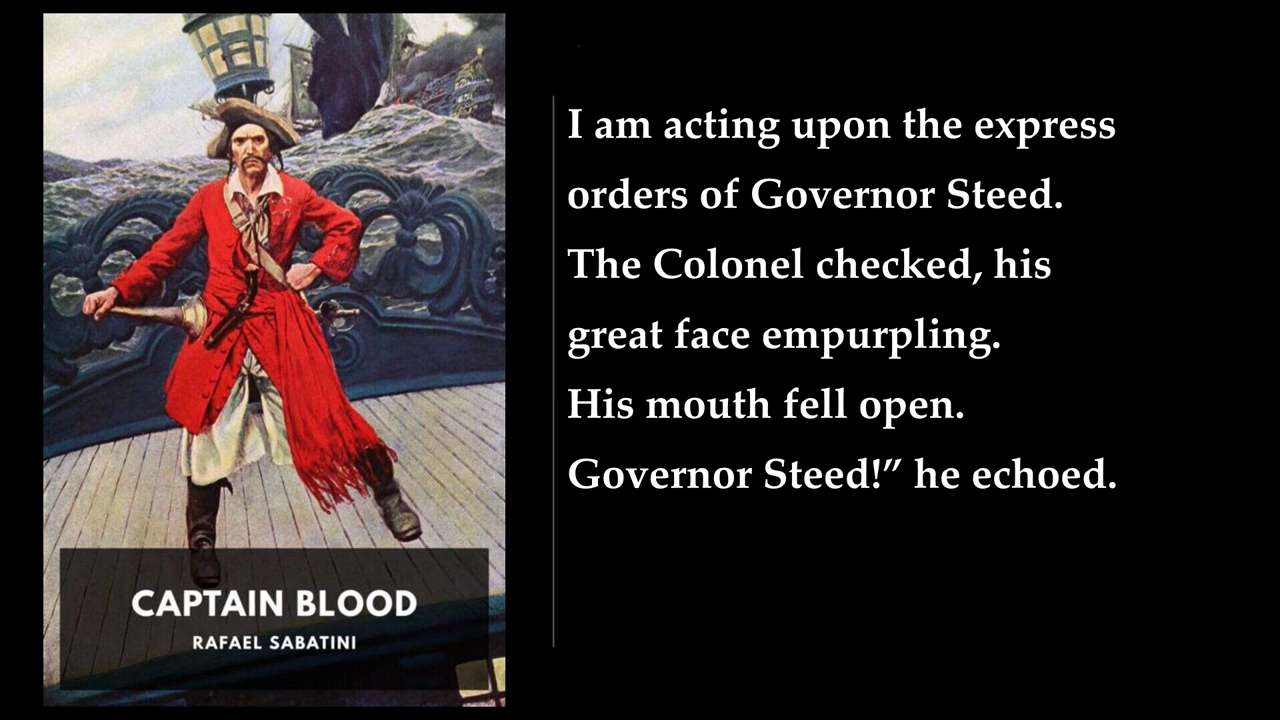 I am acting upon the express
orders of Governor Steed.
The Colonel checked, his
great face empurpling.
His mouth fell open.
Governor Steed!” he echoed.
CAPTAIN BLOOD
RAFAEL SABATINI